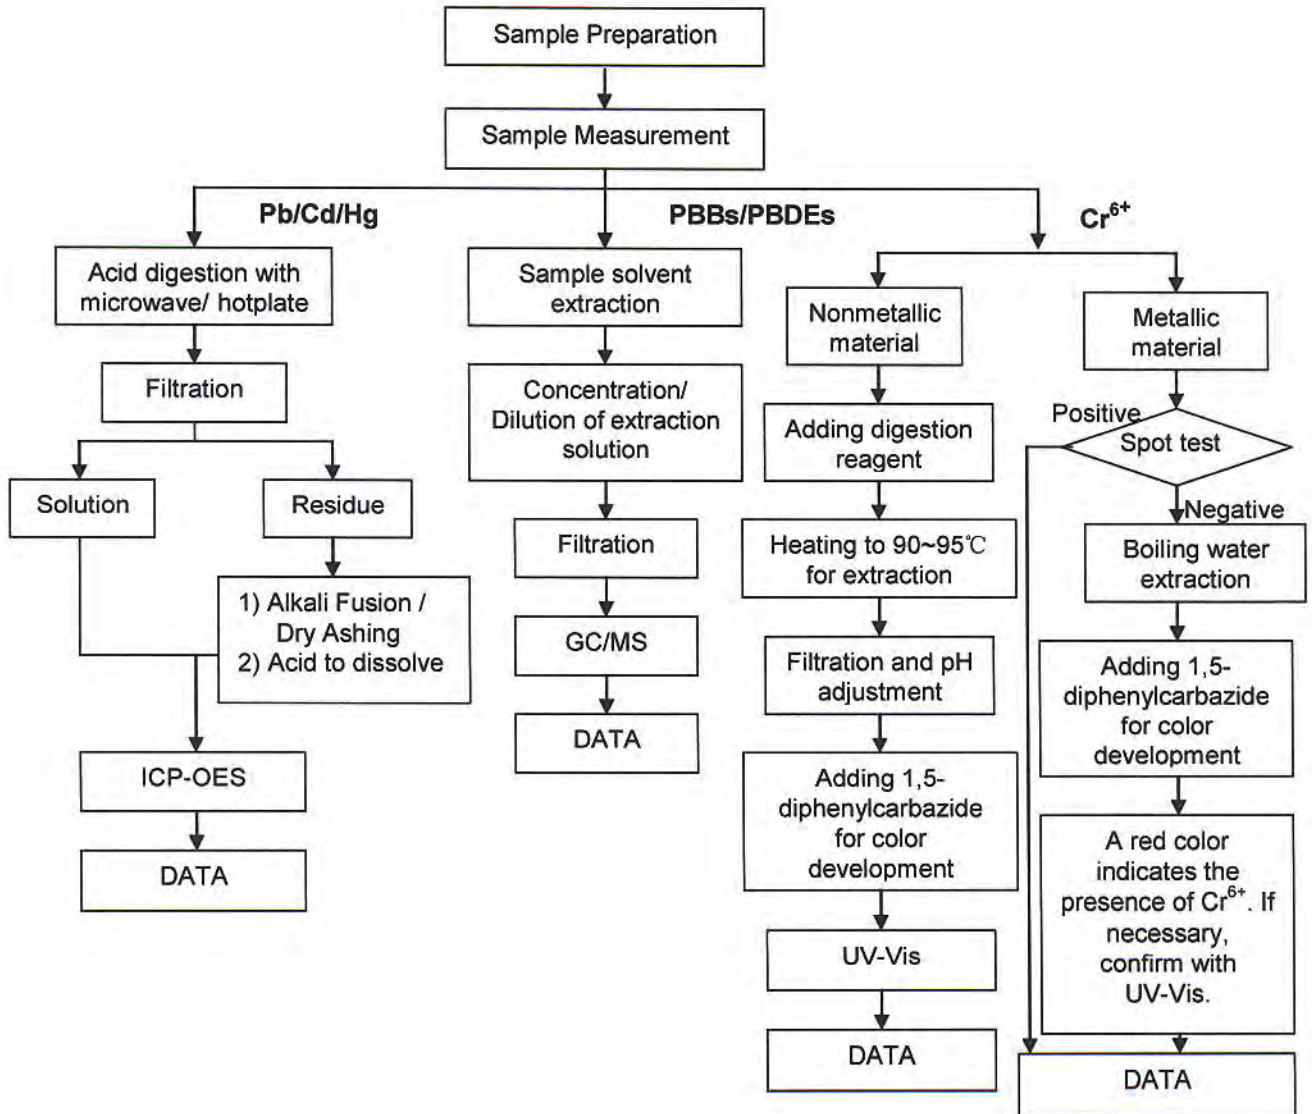 Sample Preparation
Sample Measurement
Pb/Cd/Hg
PBBs/PBDEs
Cr⁶⁺
Acid digestion with
microwave/ hotplate
Filtration
Solution
Residue
1) Alkali Fusion /
Dry Ashing
2) Acid to dissolve
ICP-OES
DATA
Sample solvent
extraction
Concentration/
Dilution of extraction
solution
Filtration
GC/MS
DATA
Nonmetallic
material
Adding digestion
reagent
Heating to 90~95℃
for extraction
Filtration and pH
adjustment
Adding 1,5-
diphenylcarbazide
for color
development
UV-Vis
DATA
Metallic
material
Positive
Spot test
Negative
Boiling water
extraction
Adding 1,5-
diphenylcarbazide
for color
development
A red color
indicates the
presence of Cr⁶⁺. If
necessary,
confirm with
UV-Vis.
DATA